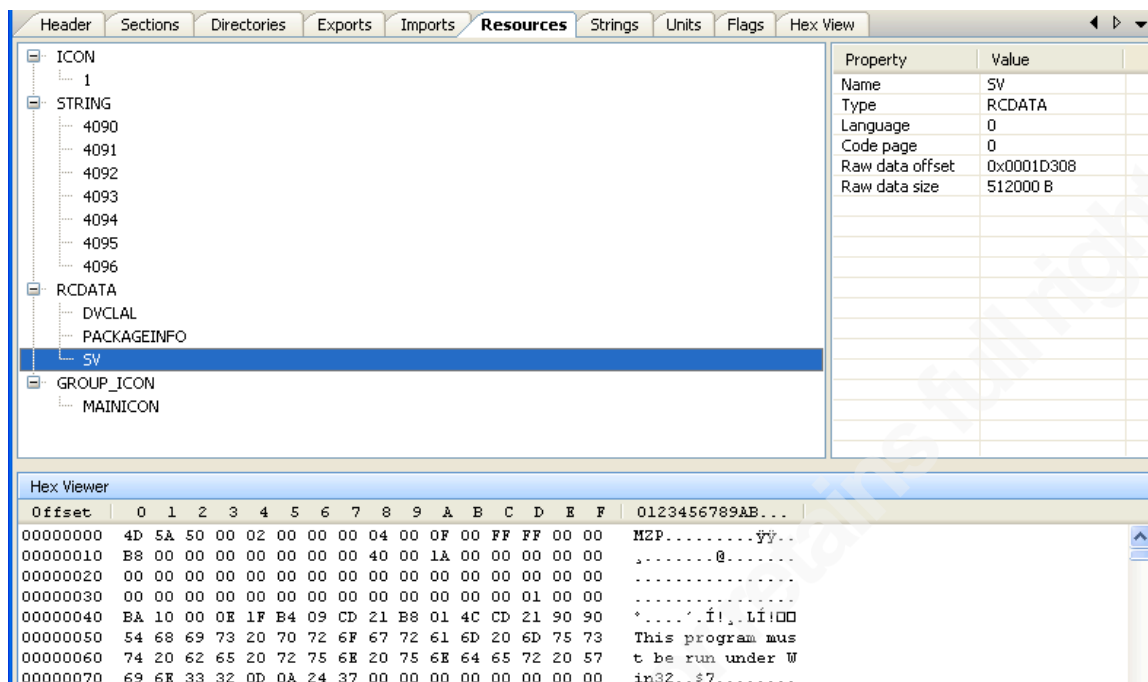 Header Sections Directories Exports Imports Resources Strings Units Flags Hex View
ICON
1
STRING
4090
4091
4092
4093
4094
4095
4096
RCDATA
DVCLAL
PACKAGEINFO
SV
GROUP_ICON
MAINICON
Property Value
Name SV
Type RCDATA
Language 0
Code page 0
Raw data offset 0x0001D308
Raw data size 512000 B
Hex Viewer
Offset 0 1 2 3 4 5 6 7 8 9 A B C D E F 0123456789AB...
00000000 4D 5A 50 00 02 00 00 00 04 00 0F 00 FF FF 00 00 MZP.........ÿÿ..
00000010 B8 00 00 00 00 00 00 00 40 00 1A 00 00 00 00 00 ¸.......@.......
00000020 00 00 00 00 00 00 00 00 00 00 00 00 00 00 00 00 ................
00000030 00 00 00 00 00 00 00 00 00 00 00 00 00 01 00 00 ................
00000040 BA 10 00 0E 1F B4 09 CD 21 B8 01 4C CD 21 90 90 º....´.Í!¸.LÍ!□□
00000050 54 68 69 73 20 70 72 6F 67 72 61 6D 20 6D 75 73 This program mus
00000060 74 20 62 65 20 72 75 6E 20 75 6E 64 65 72 20 57 t be run under W
00000070 69 6E 33 32 0D 0A 24 37 00 00 00 00 00 00 00 00 in32..$7........
tains full right